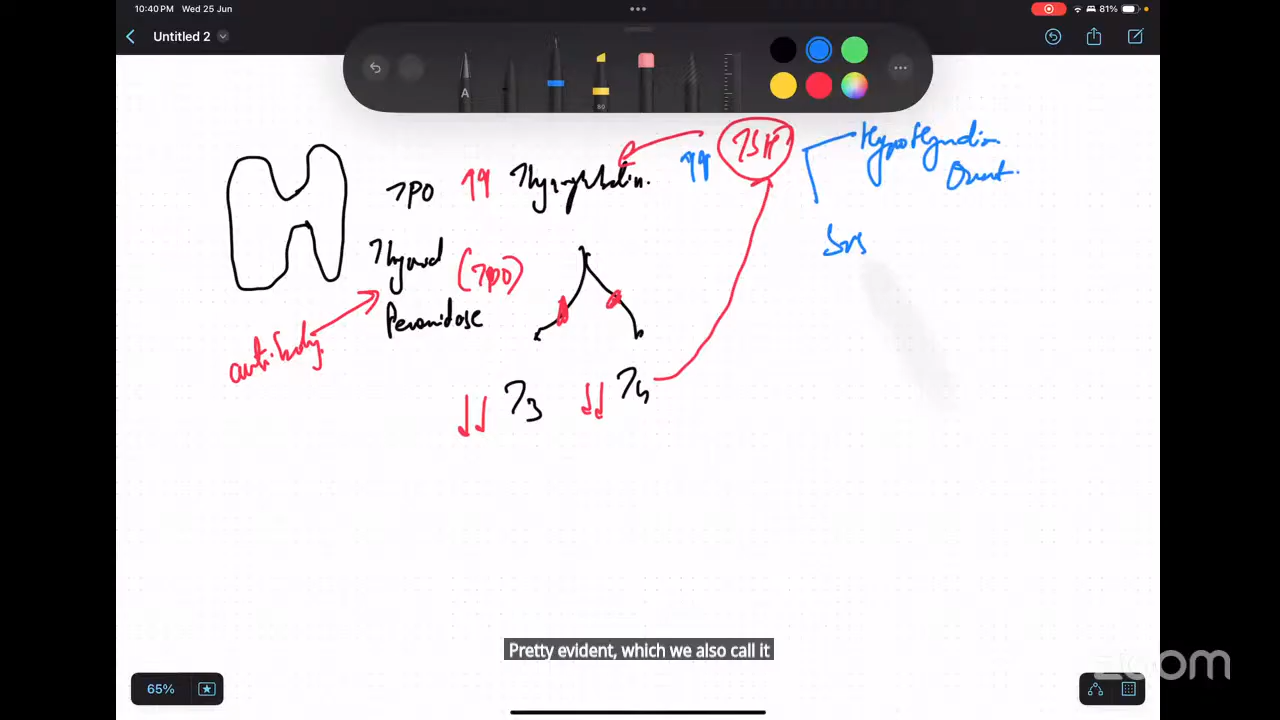 10:40 PM Wed 25 Jun
81%
Untitled 2
A
80
TSH
Hypothyroidism
Overt.
TPO
Thyroglobulin.
Thyroid
(TPO)
Peroxidase
antibody.
T3
T4
Pretty evident, which we also call it
zoom
65%